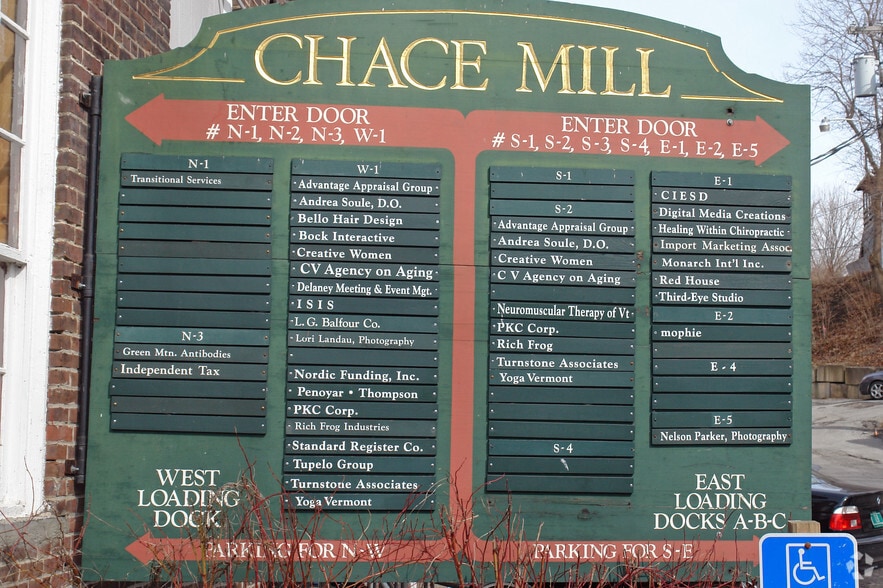 CHACE MILL
ENTER DOOR
# N-1, N-2, N-3, W-1
ENTER DOOR
# S-1, S-2, S-3, S-4, E-1, E-2, E-5
N-1
Transitional Services
N-3
Green Mtn. Antibodies
Independent Tax
W-1
· Advantage Appraisal Group ·
· Andrea Soule, D.O. ·
· Bello Hair Design ·
· Bock Interactive ·
· Creative Women ·
· CV Agency on Aging ·
· Delaney Meeting & Event Mgt. ·
· ISIS ·
· L.G. Balfour Co. ·
· Lori Landau, Photography ·
· Nordic Funding, Inc. ·
· Penoyar · Thompson ·
· PKC Corp. ·
· Rich Frog Industries ·
· Standard Register Co. ·
· Tupelo Group ·
· Turnstone Associates ·
· Yoga Vermont ·
S-1
S-2
· Advantage Appraisal Group ·
· Andrea Soule, D.O. ·
· Creative Women ·
· CV Agency on Aging ·
· Neuromuscular Therapy of Vt ·
· PKC Corp. ·
· Rich Frog ·
· Turnstone Associates ·
· Yoga Vermont ·
S-4
E-1
CIESD
Digital Media Creations
Healing Within Chiropractic
Import Marketing Assoc.
Monarch Int'l Inc.
Red House
Third-Eye Studio
E-2
mophie
E - 4
E-5
Nelson Parker, Photography
WEST
LOADING
DOCK
EAST
LOADING
DOCKS A-B-C
PARKING FOR N-W
PARKING FOR S-E